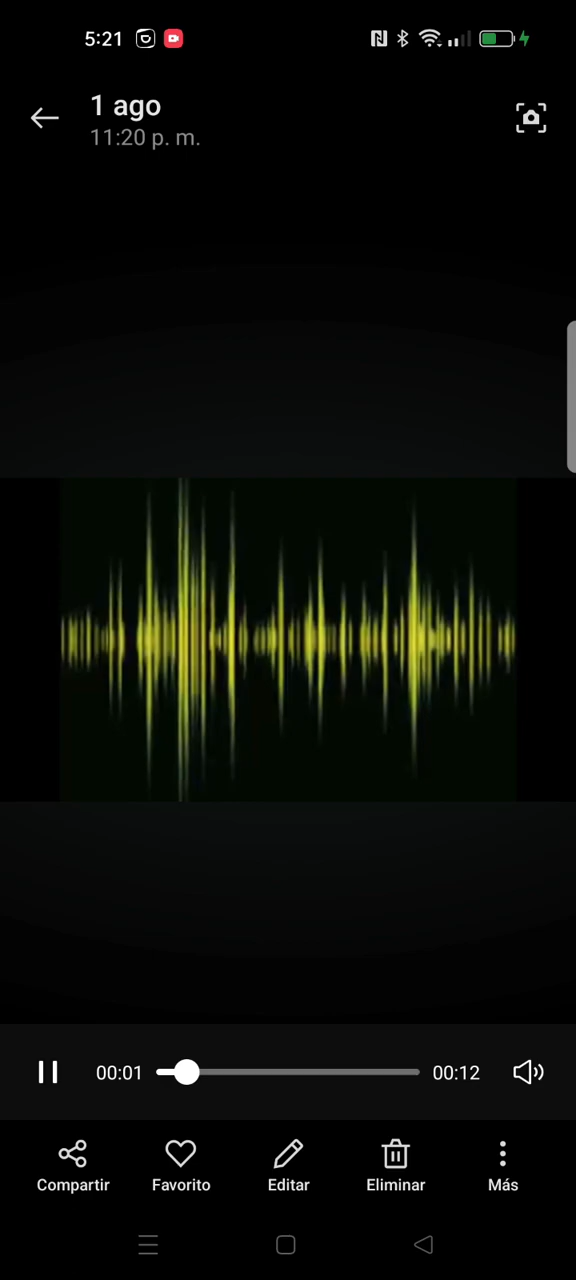 5:21
1 ago
11:20 p. m.
00:01
00:12
Compartir
Favorito
Editar
Eliminar
Más